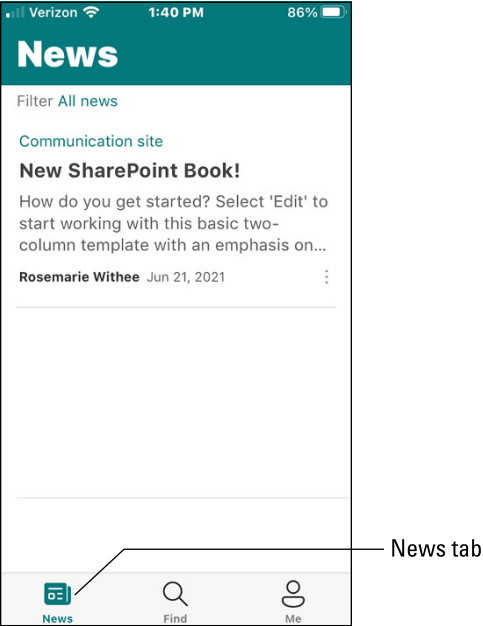 Verizon 1:40 PM 86%
News
Filter All news
Communication site
New SharePoint Book!
How do you get started? Select 'Edit' to
start working with this basic two-
column template with an emphasis on...
Rosemarie Withee Jun 21, 2021
News tab
News Find Me